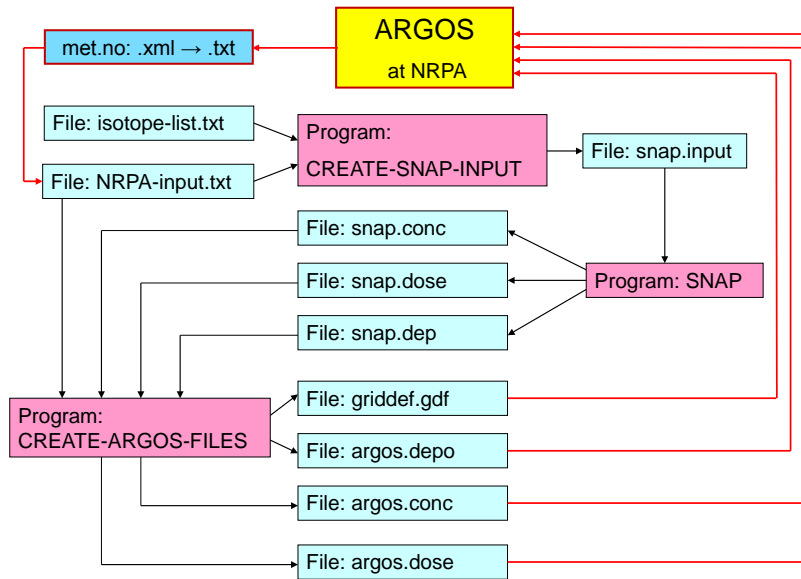 met.no: .xml → .txt
ARGOS
at NRPA
File: isotope-list.txt
Program:
CREATE-SNAP-INPUT
File: snap.input
File: NRPA-input.txt
File: snap.conc
File: snap.dose
Program: SNAP
File: snap.dep
Program:
CREATE-ARGOS-FILES
File: griddef.gdf
File: argos.depo
File: argos.conc
File: argos.dose